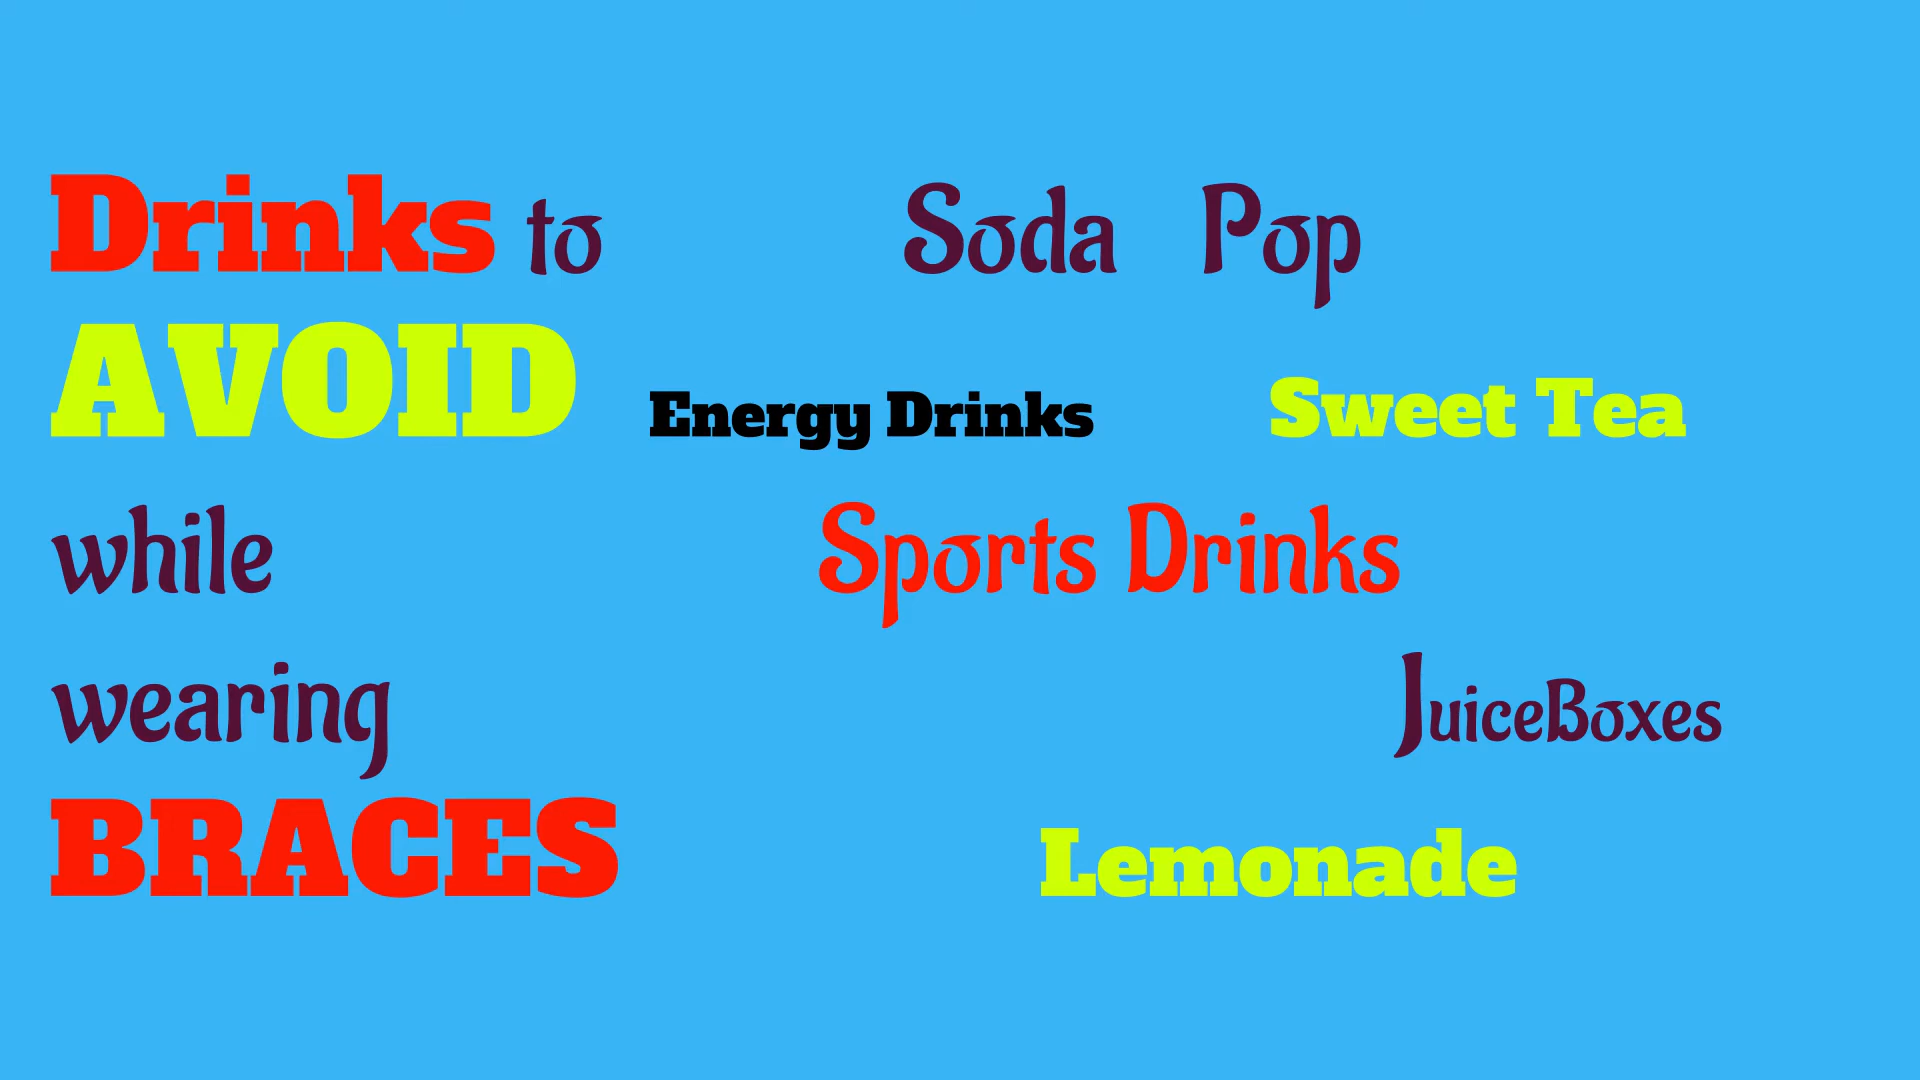 Drinks to
AVOID
while
wearing
BRACES
Soda Pop
Energy Drinks
Sweet Tea
Sports Drinks
JuiceBoxes
Lemonade